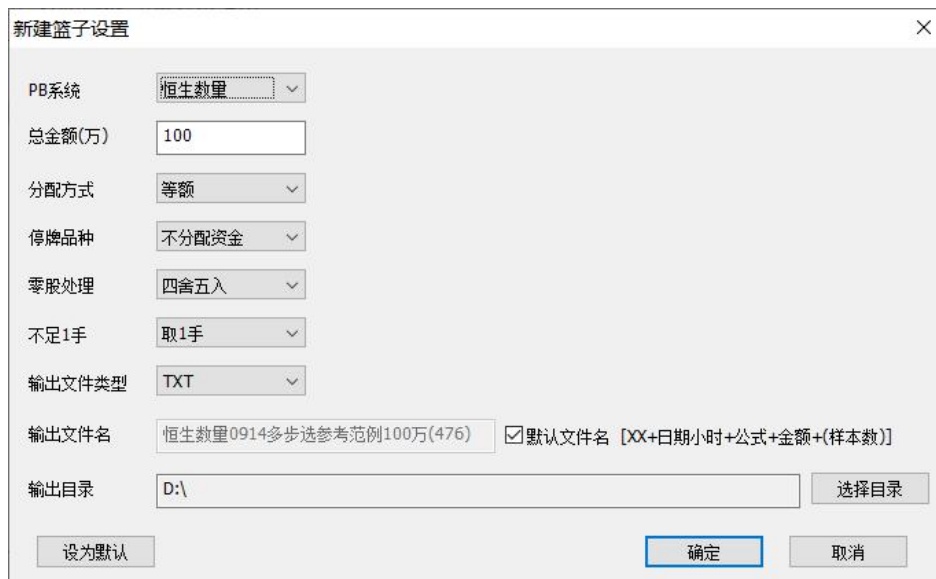 新建篮子设置
PB系统 恒生数量
总金额(万) 100
分配方式 等额
停牌品种 不分配资金
零股处理 四舍五入
不足1手 取1手
输出文件类型 TXT
输出文件名 恒生数量0914多步选参考范例100万(476) 默认文件名 [XX+日期小时+公式+金额+(样本数)]
输出目录 D:\ 选择目录
设为默认 确定 取消